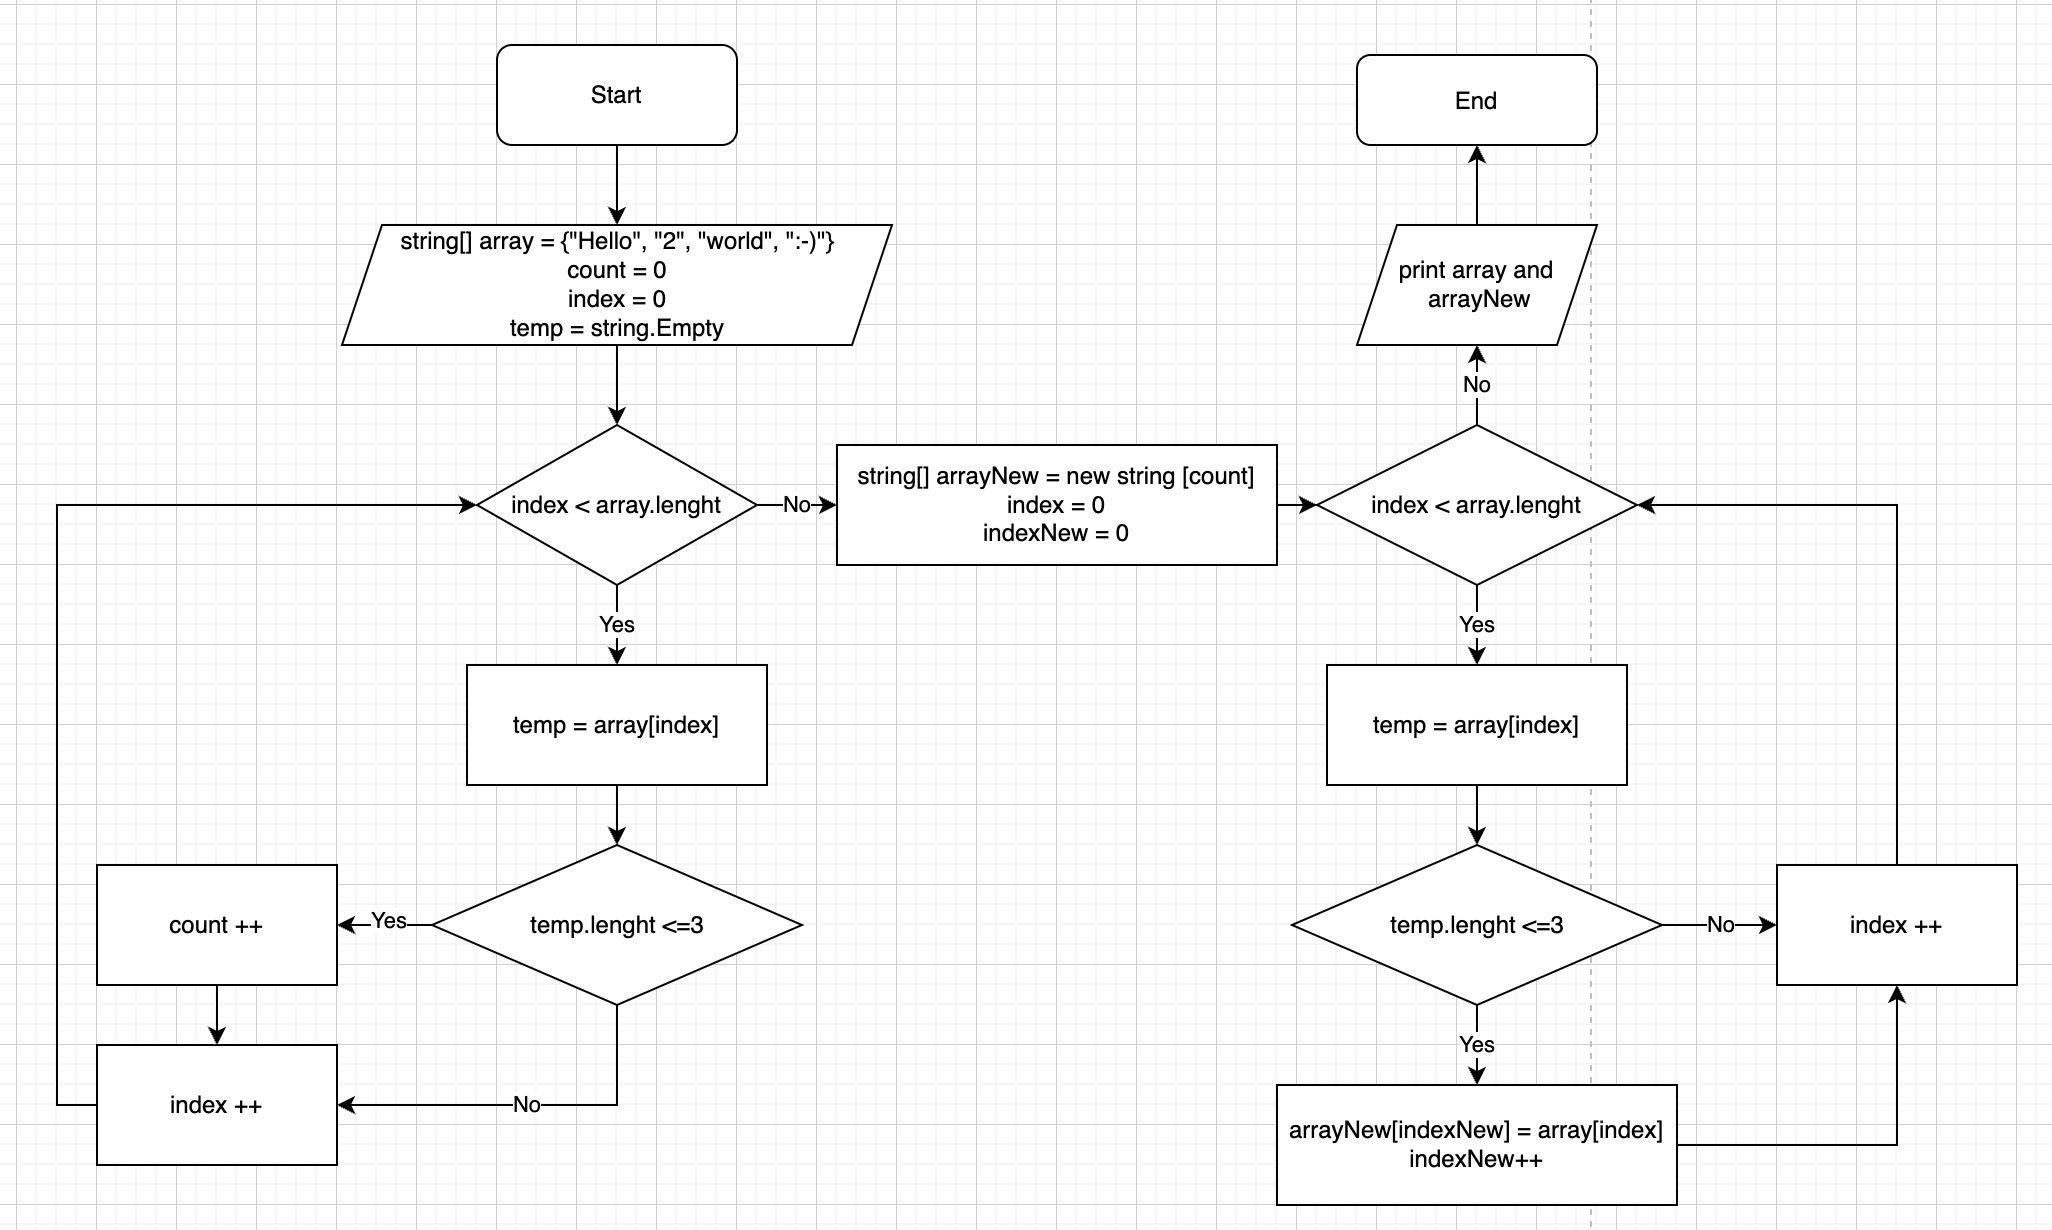 Start
string[] array = {"Hello", "2", "world", ":-)"}
count = 0
index = 0
temp = string.Empty
index < array.lenght
No
string[] arrayNew = new string [count]
index = 0
indexNew = 0
Yes
temp = array[index]
temp.lenght <=3
Yes
count ++
No
index ++
End
print array and
arrayNew
No
index < array.lenght
Yes
temp = array[index]
temp.lenght <=3
No
index ++
Yes
arrayNew[indexNew] = array[index]
indexNew++